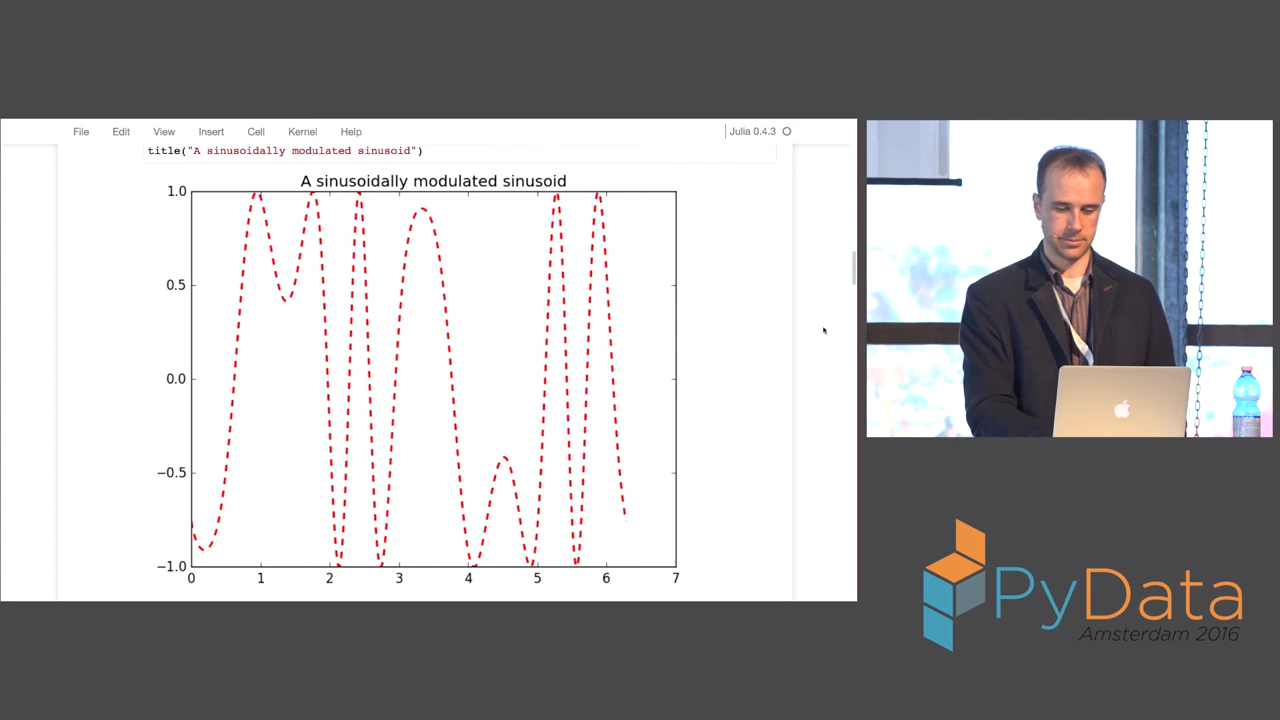 File Edit View Insert Cell Kernel Help Julia 0.4.3
title("A sinusoidally modulated sinusoid")
A sinusoidally modulated sinusoid
1.0
0.5
0.0
−0.5
−1.0
0 1 2 3 4 5 6 7
PyData
Amsterdam 2016